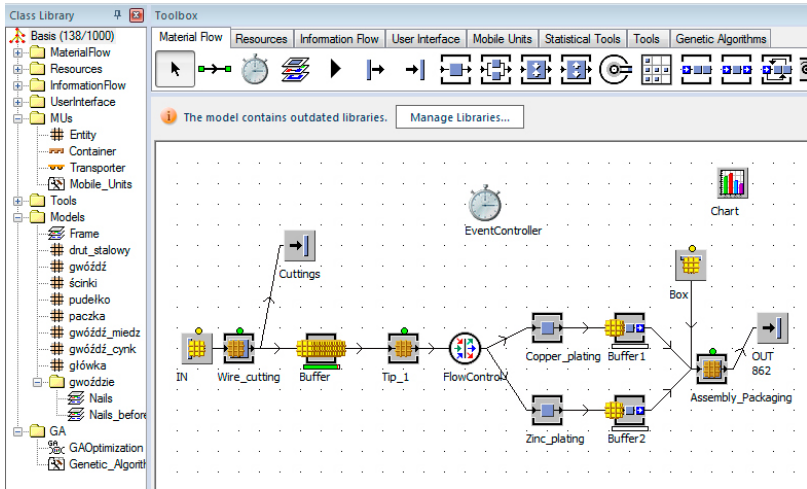 Class Library
Toolbox
Basis (138/1000)
MaterialFlow
Resources
InformationFlow
UserInterface
MUs
Entity
Container
Transporter
Mobile_Units
Tools
Models
Frame
drut_stalowy
gwóźdź
ścinki
pudełko
paczka
gwóźdź_miedz
gwóźdź_cynk
główka
gwoździe
Nails
Nails_before
GA
GAOptimization
Genetic_Algorith
Material Flow Resources Information Flow User Interface Mobile Units Statistical Tools Tools Genetic Algorithms
The model contains outdated libraries. Manage Libraries...
EventController
Chart
Cuttings
Box
IN
Wire_cutting
Buffer
Tip_1
FlowControl
Copper_plating
Buffer1
OUT
862
Assembly_Packaging
Zinc_plating
Buffer2